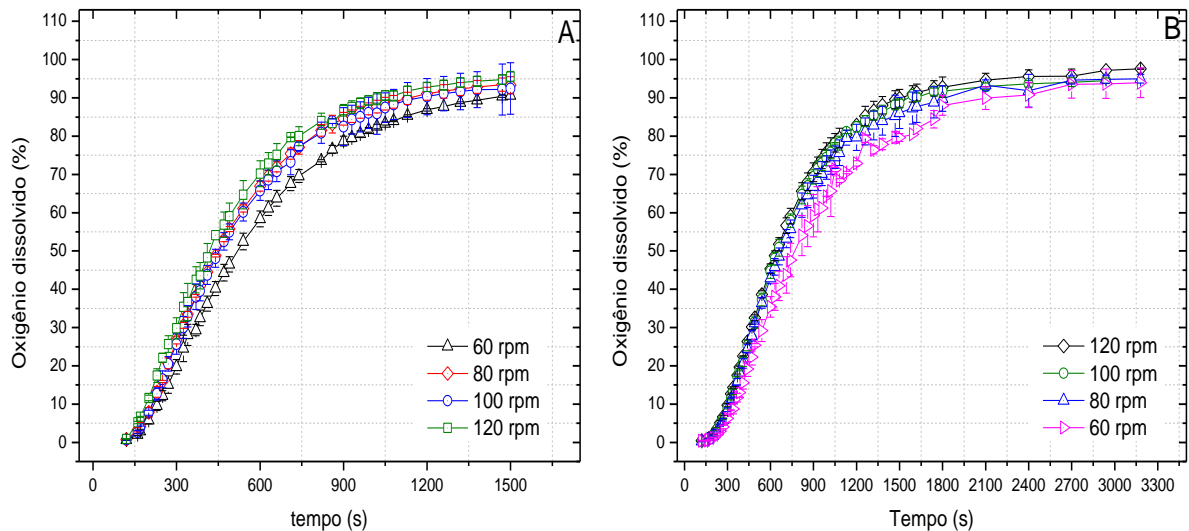 A
Oxigênio dissolvido (%)
110
100
90
80
70
60
50
40
30
20
10
0
60 rpm
80 rpm
100 rpm
120 rpm
0 300 600 900 1200 1500
tempo (s)
B
Oxigênio dissolvido (%)
110
100
90
80
70
60
50
40
30
20
10
0
120 rpm
100 rpm
80 rpm
60 rpm
0 300 600 900 1200 1500 1800 2100 2400 2700 3000 3300
Tempo (s)